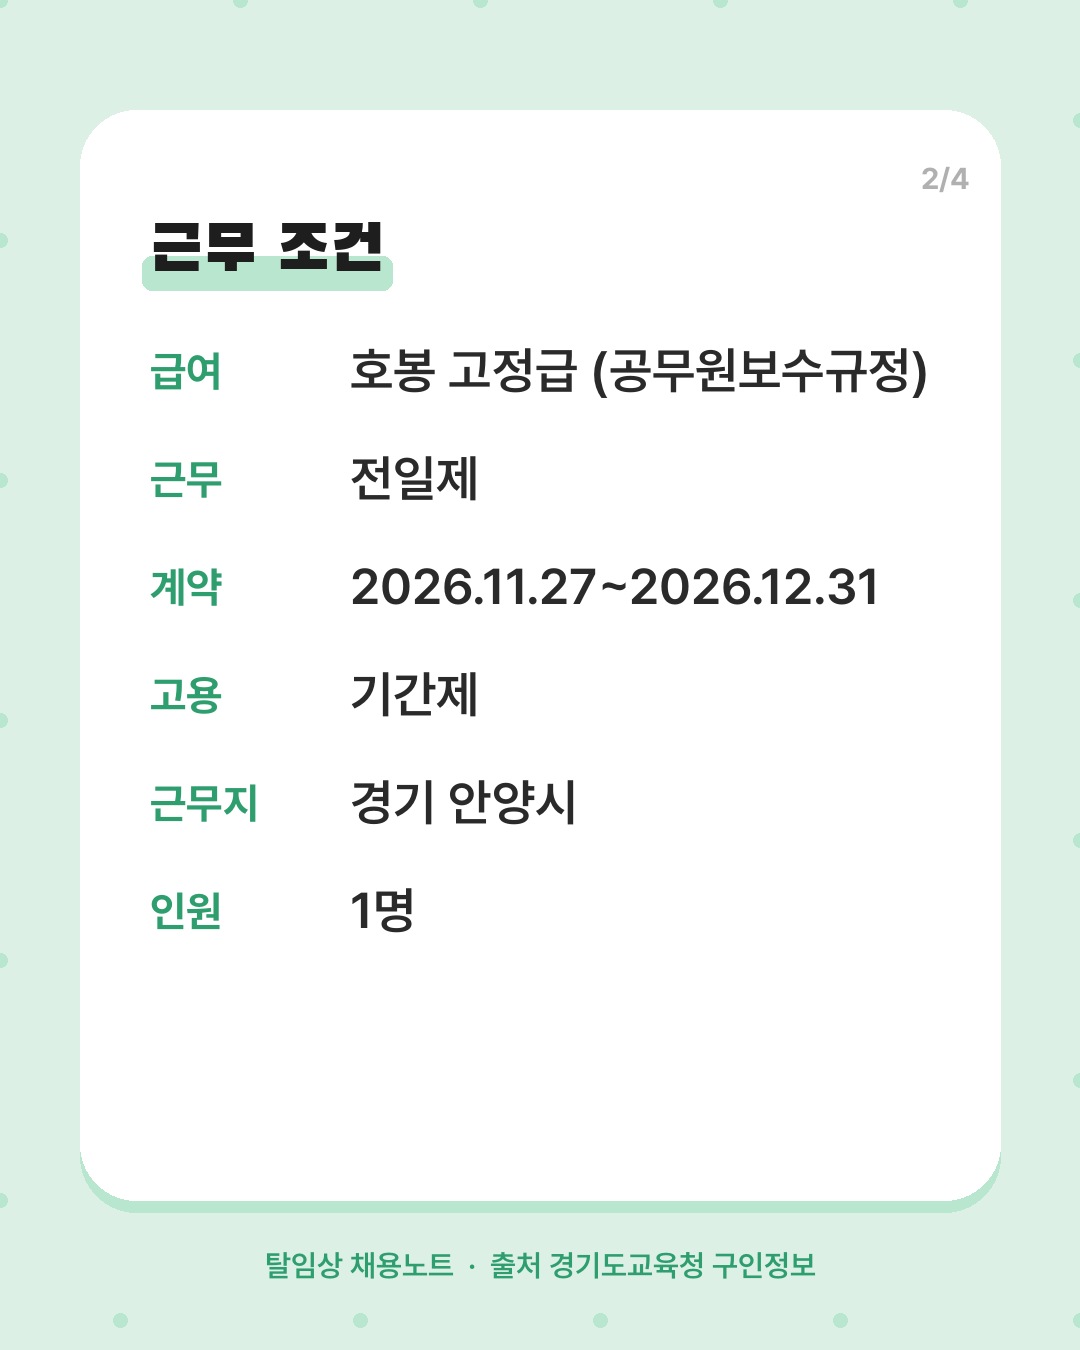 2/4
근무 조건
급여 호봉 고정급 (공무원보수규정)
근무 전일제
계약 2026.11.27~2026.12.31
고용 기간제
근무지 경기 안양시
인원 1명
탈임상 채용노트 · 출처 경기도교육청 구인정보